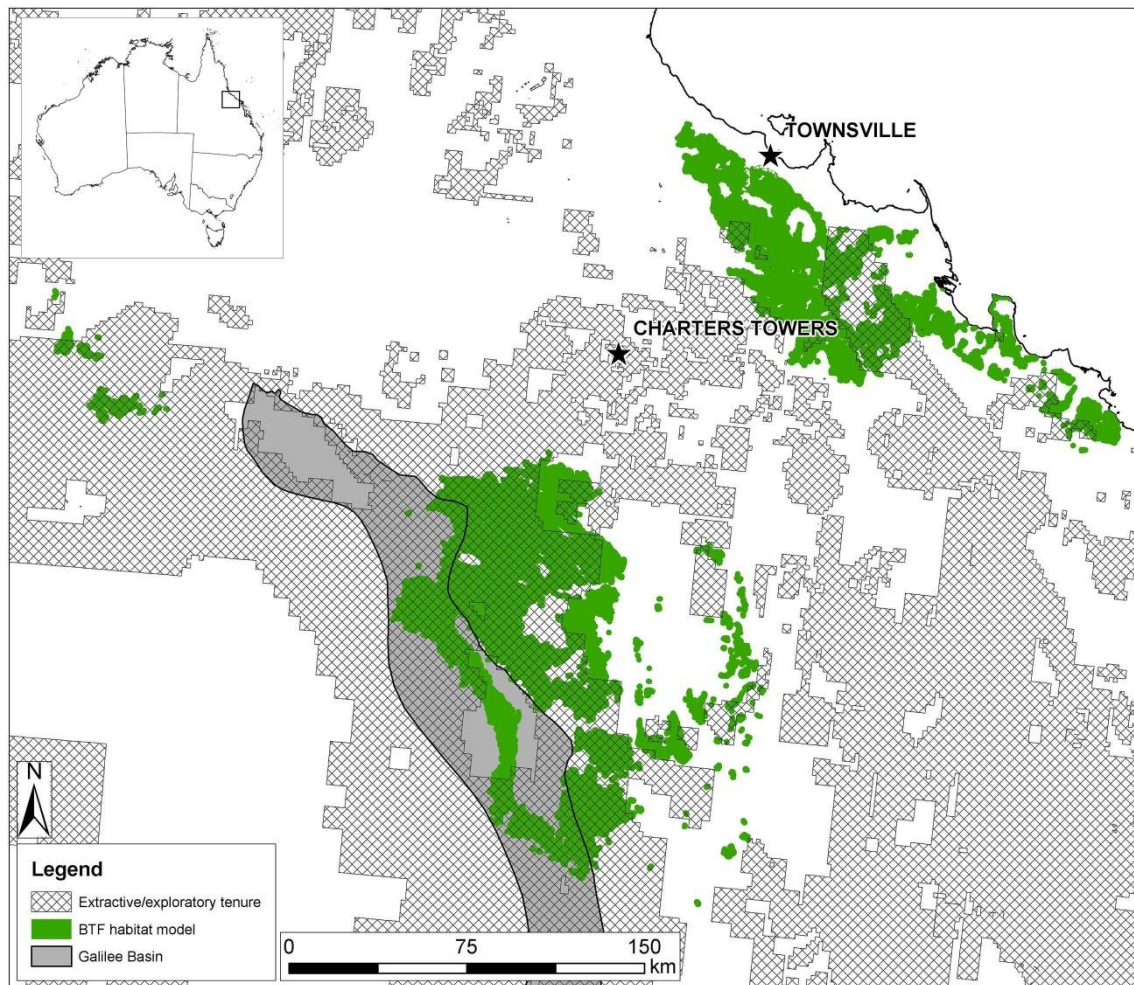 TOWNSVILLE
CHARTERS TOWERS
N
Legend
Extractive/exploratory tenure
BTF habitat model
Galilee Basin
0 75 150
km